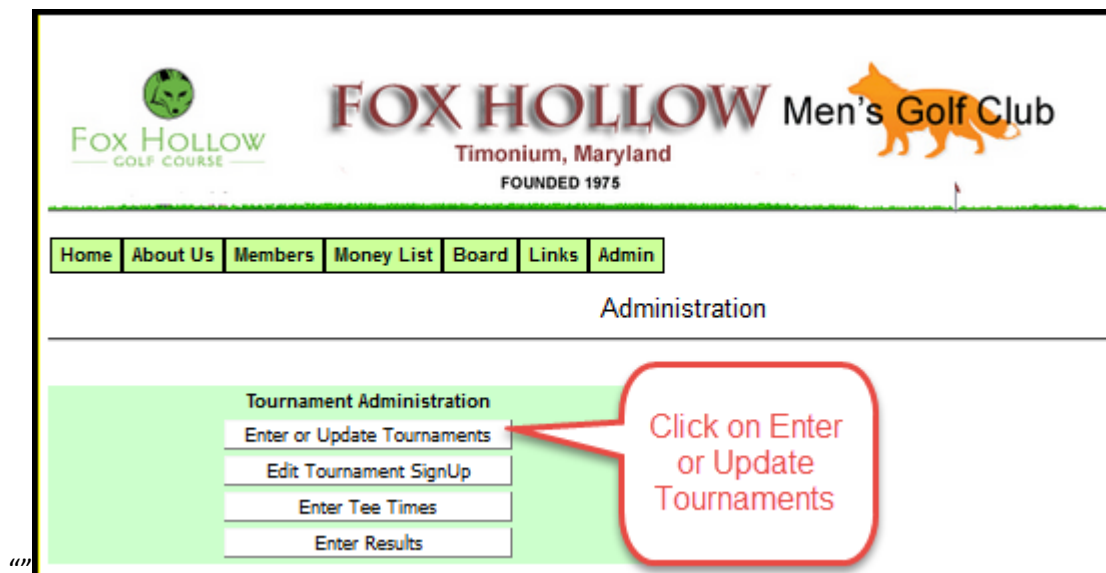 FOX HOLLOW
GOLF COURSE
FOX HOLLOW Men's Golf Club
Timonium, Maryland
FOUNDED 1975
Home About Us Members Money List Board Links Admin
Administration
Tournament Administration
Enter or Update Tournaments
Edit Tournament SignUp
Enter Tee Times
Enter Results
Click on Enter
or Update
Tournaments
“”